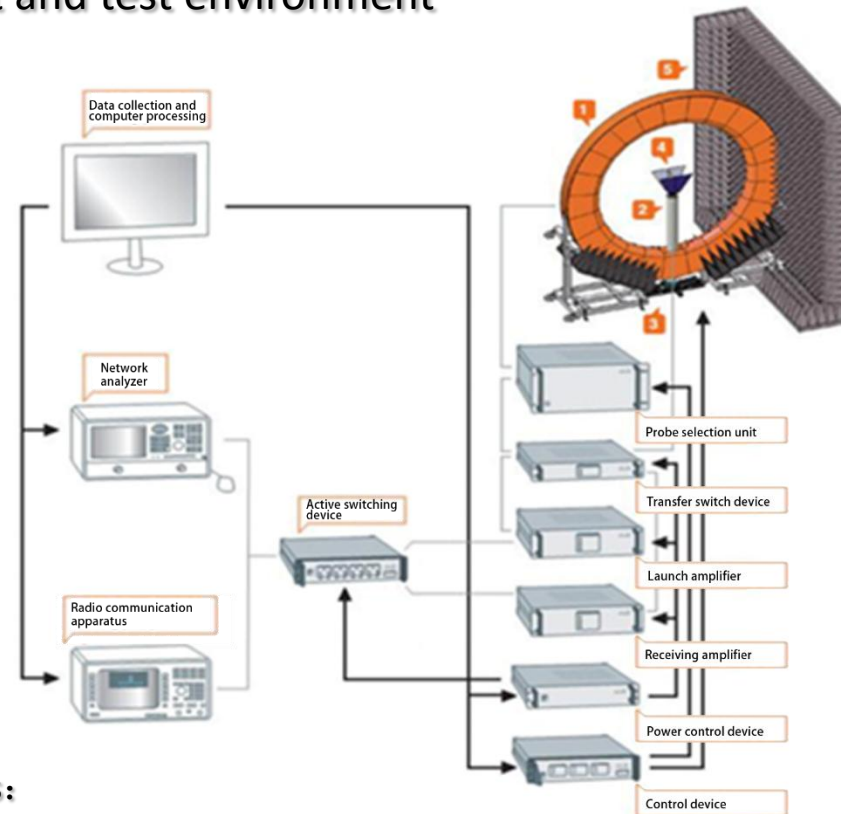 and test environment
Data collection and
computer processing
5
1
4
2
3
Network
analyzer
Probe selection unit
Active switching
device
Transfer switch device
Launch amplifier
Radio communication
apparatus
Receiving amplifier
Power control device
Control device